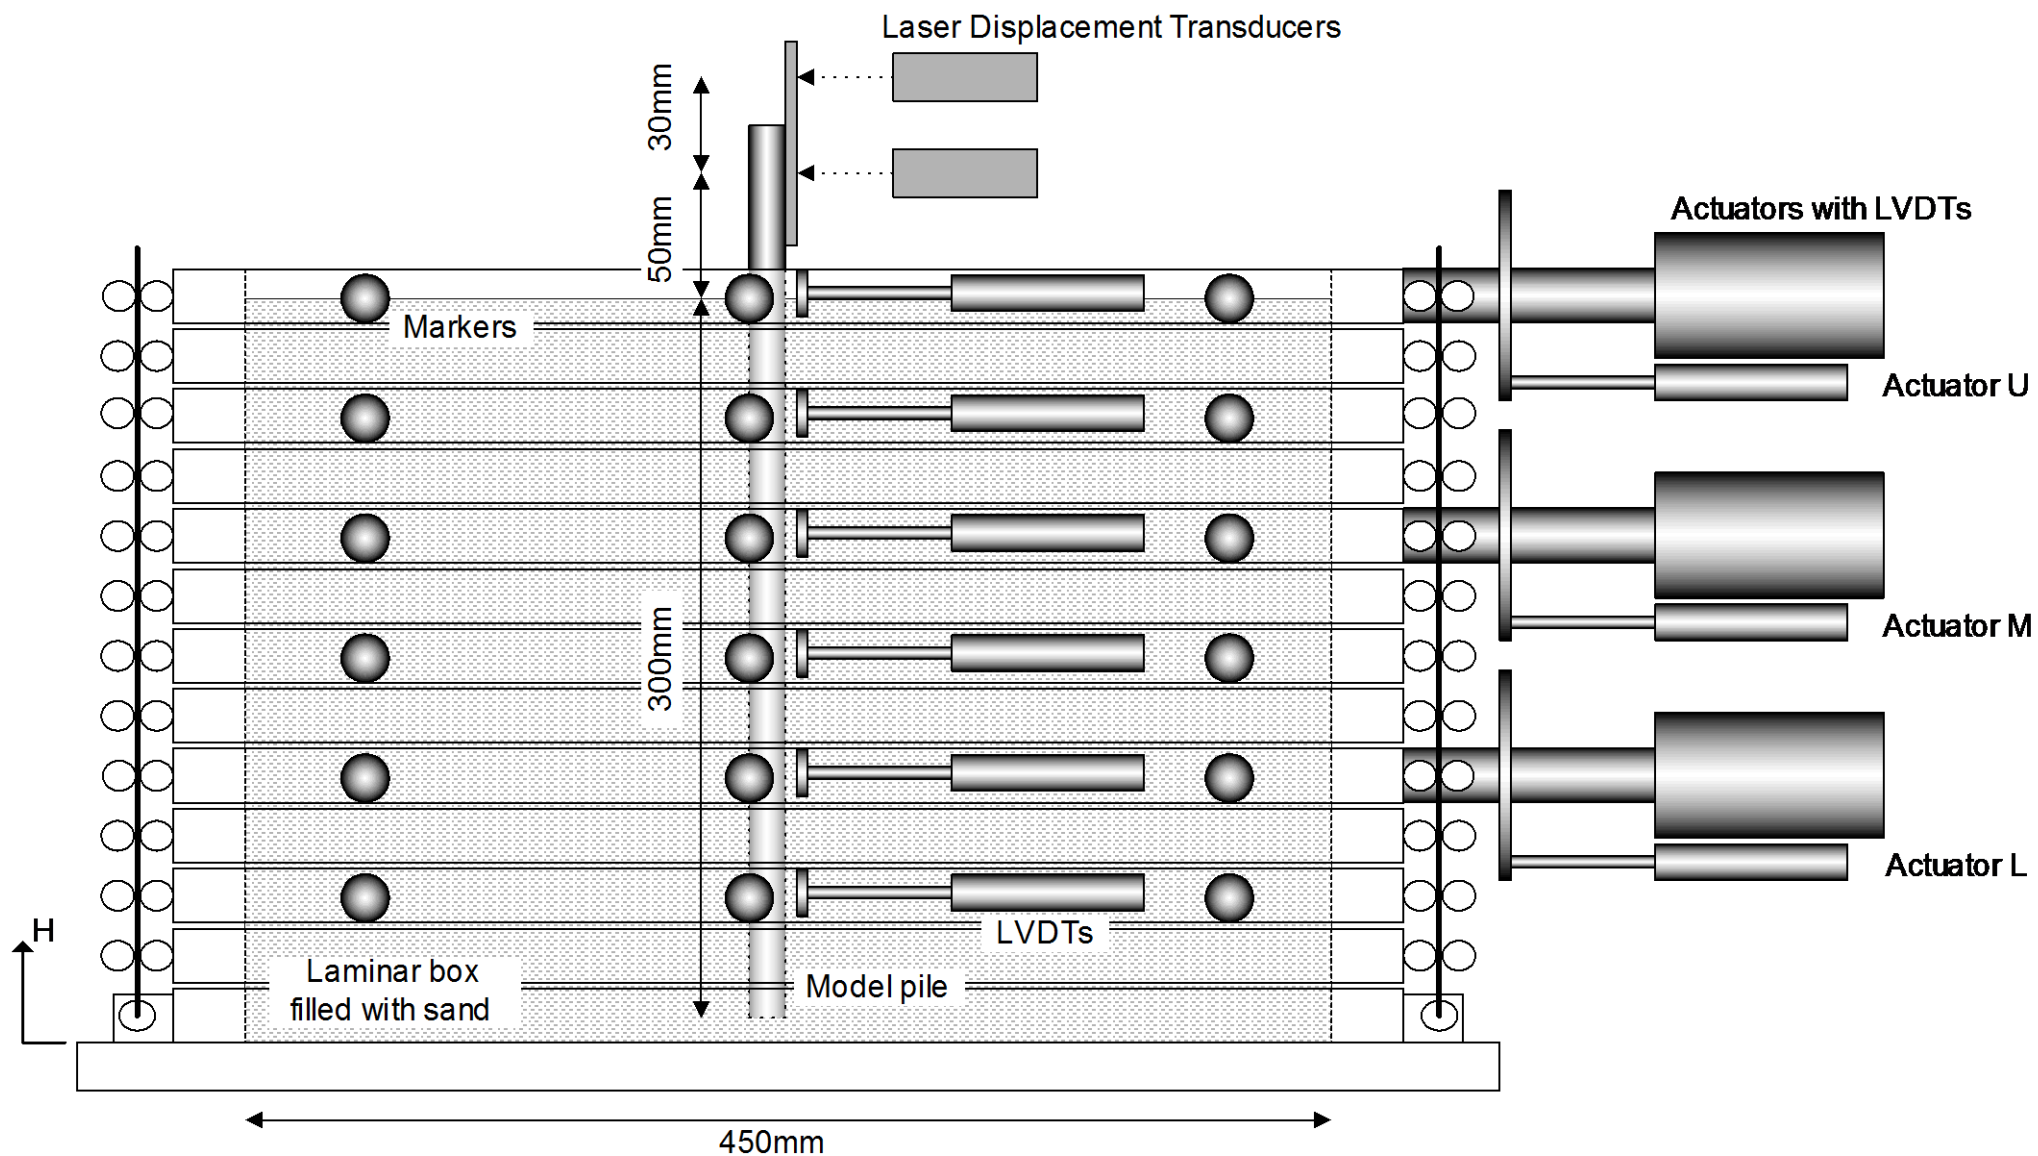 Laser Displacement Transducers
30mm
50mm
Actuators with LVDTs
Markers
Actuator U
Actuator M
300mm
Actuator L
LVDTs
H
Laminar box
filled with sand
Model pile
450mm